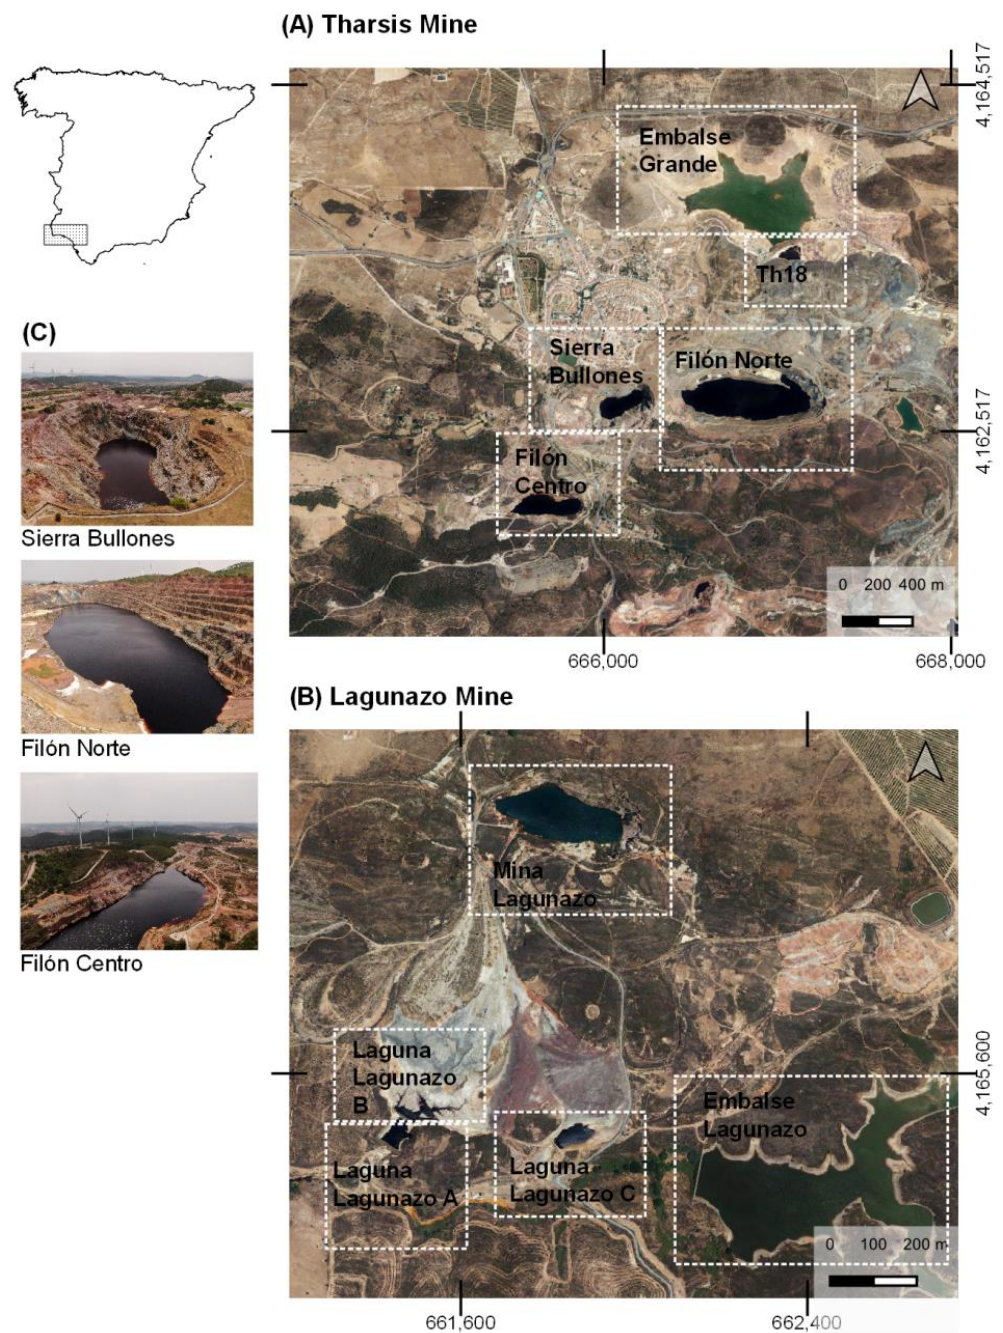 (A) Tharsis Mine
4,164,517
Embalse
Grande
Th18
Sierra
Bullones
Filón Norte
4,162,517
Filón
Centro
0 200 400 m
666,000
668,000
(C)
Sierra Bullones
Filón Norte
Filón Centro
(B) Lagunazo Mine
Mina
Lagunazo
Laguna
Lagunazo
B
4,165,600
Embalse
Lagunazo
Laguna
Lagunazo A
Laguna
Lagunazo C
0 100 200 m
661,600
662,400